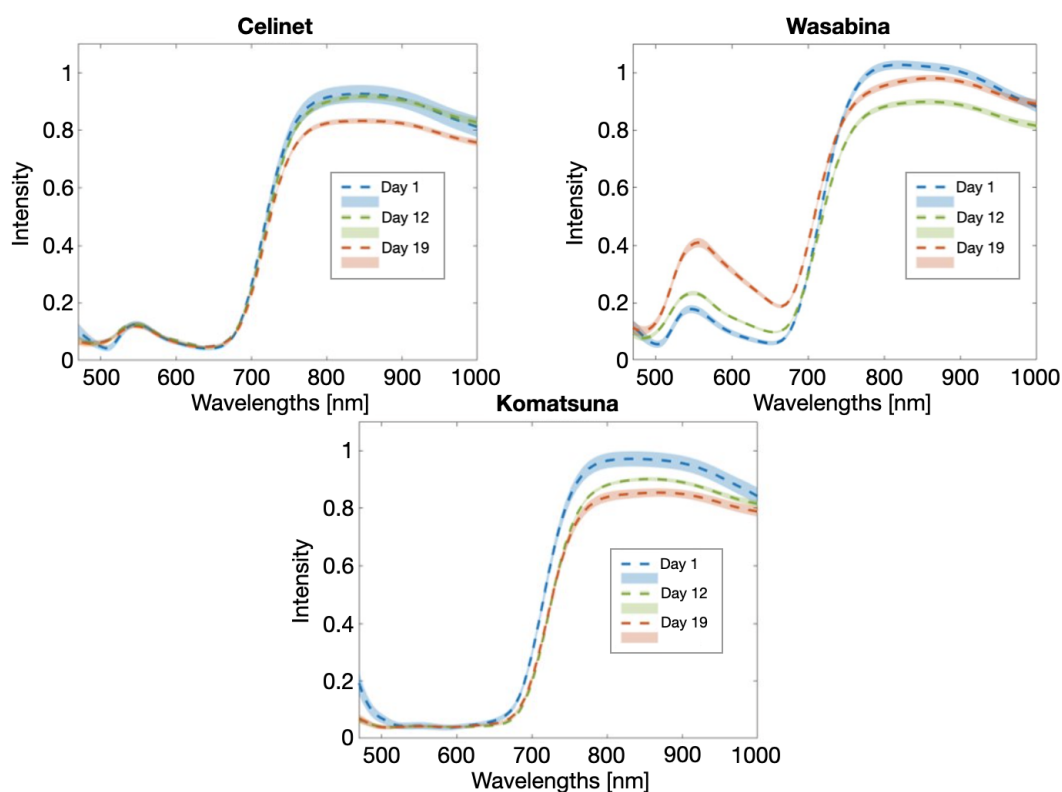 Celinet
Intensity
1
0.8
0.6
0.4
0.2
0
Day 1
Day 12
Day 19
500 600 700 800 900 1000
Wavelengths [nm]
Wasabina
Intensity
1
0.8
0.6
0.4
0.2
0
Day 1
Day 12
Day 19
500 600 700 800 900 1000
Wavelengths [nm]
Komatsuna
Intensity
1
0.8
0.6
0.4
0.2
0
Day 1
Day 12
Day 19
500 600 700 800 900 1000
Wavelengths [nm]